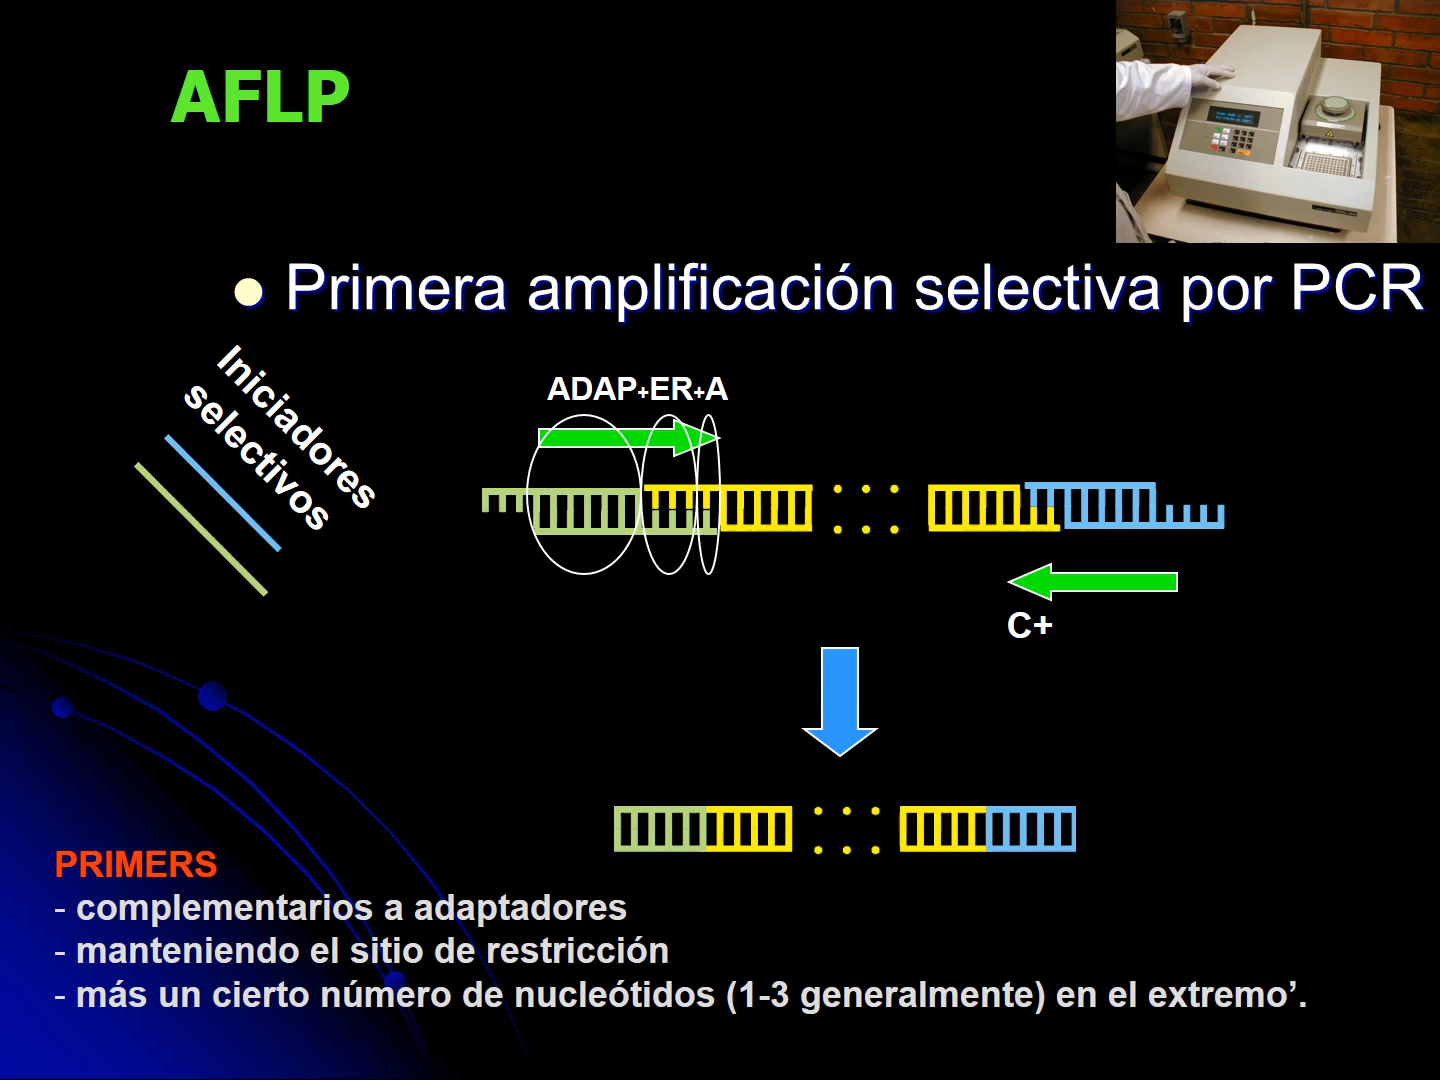 AFLP
● Primera amplificación selectiva por PCR
Iniciadores
selectivos
ADAP+ER+A
C+
PRIMERS
- complementarios a adaptadores
- manteniendo el sitio de restricción
- más un cierto número de nucleótidos (1-3 generalmente) en el extremo’.